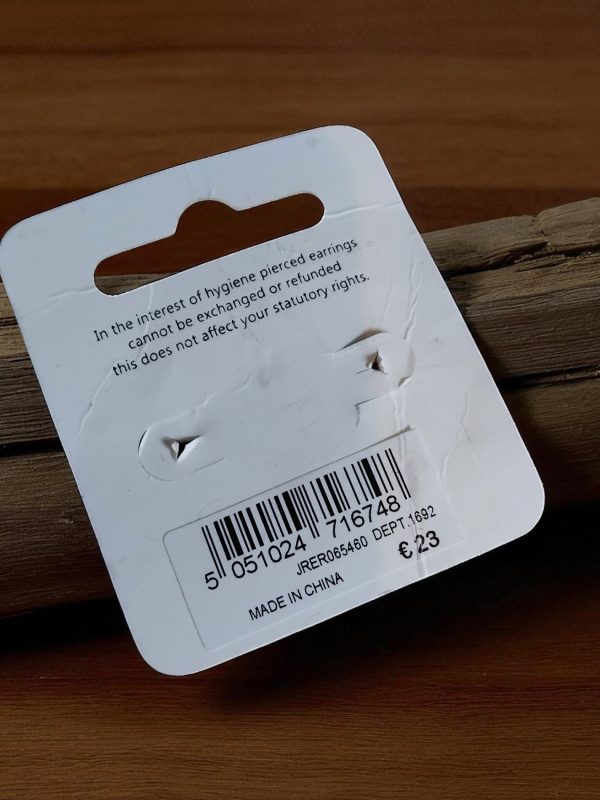 In the interest of hygiene pierced earrings
cannot be exchanged or refunded
this does not affect your statutory rights.
5 051024 716748
JRER065460 DEPT.1692
€23
MADE IN CHINA